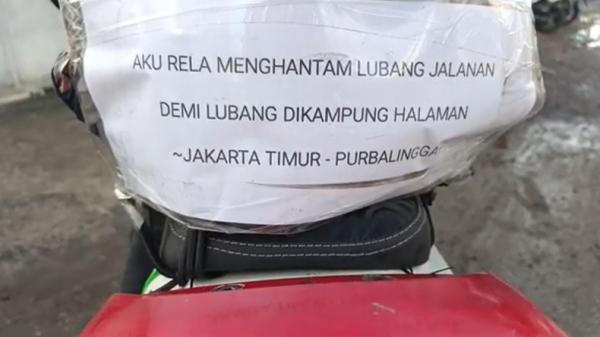 AKU RELA MENGHANTAM LUBANG JALANAN
DEMI LUBANG DIKAMPUNG HALAMAN
~JAKARTA TIMUR - PURBALINGGA